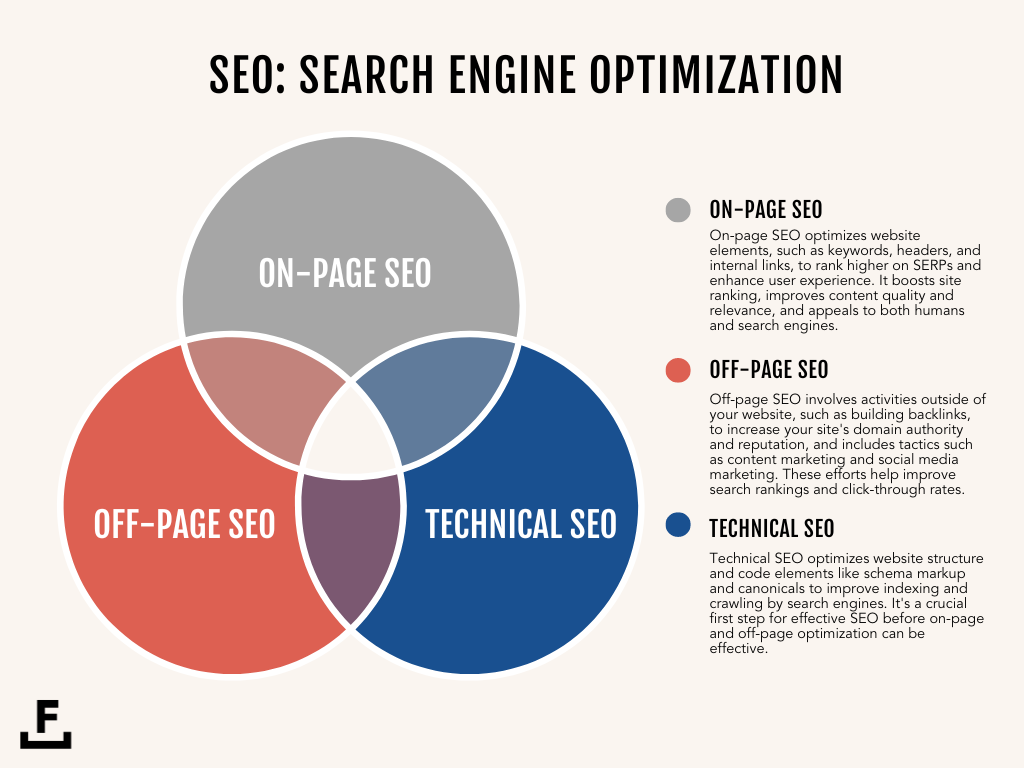 SEO: SEARCH ENGINE OPTIMIZATION
ON-PAGE SEO
OFF-PAGE SEO
TECHNICAL SEO
ON-PAGE SEO
On-page SEO optimizes website
elements, such as keywords, headers, and
internal links, to rank higher on SERPs and
enhance user experience. It boosts site
ranking, improves content quality and
relevance, and appeals to both humans
and search engines.
OFF-PAGE SEO
Off-page SEO involves activities outside of
your website, such as building backlinks,
to increase your site's domain authority
and reputation, and includes tactics such
as content marketing and social media
marketing. These efforts help improve
search rankings and click-through rates.
TECHNICAL SEO
Technical SEO optimizes website structure
and code elements like schema markup
and canonicals to improve indexing and
crawling by search engines. It's a crucial
first step for effective SEO before on-page
and off-page optimization can be
effective.
F